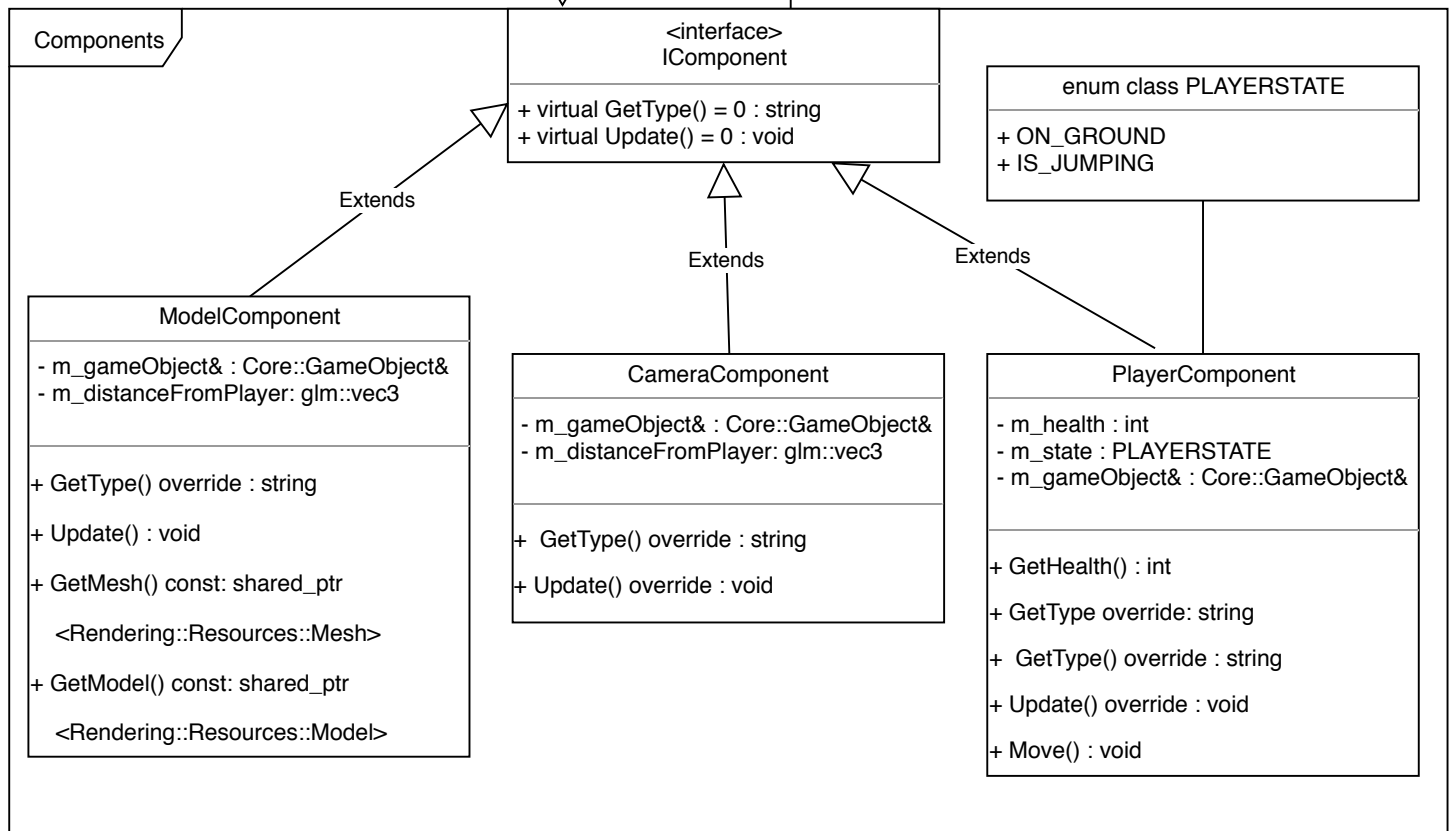 Components
<interface>
IComponent
+ virtual GetType() = 0 : string
+ virtual Update() = 0 : void
enum class PLAYERSTATE
+ ON_GROUND
+ IS_JUMPING
Extends
Extends
Extends
ModelComponent
- m_gameObject& : Core::GameObject&
- m_distanceFromPlayer: glm::vec3
+ GetType() override : string
+ Update() : void
+ GetMesh() const: shared_ptr
<Rendering::Resources::Mesh>
+ GetModel() const: shared_ptr
<Rendering::Resources::Model>
CameraComponent
- m_gameObject& : Core::GameObject&
- m_distanceFromPlayer: glm::vec3
+ GetType() override : string
+ Update() override : void
PlayerComponent
- m_health : int
- m_state : PLAYERSTATE
- m_gameObject& : Core::GameObject&
+ GetHealth() : int
+ GetType override: string
+ GetType() override : string
+ Update() override : void
+ Move() : void